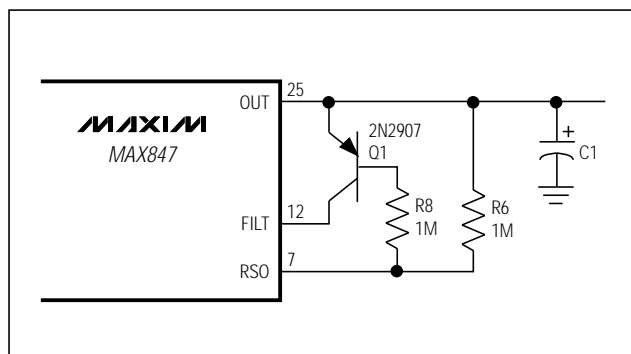 25
OUT
MAXIM
MAX847
2N2907
Q1
+
C1
R8
1M
R6
1M
FILT
12
7
RSO